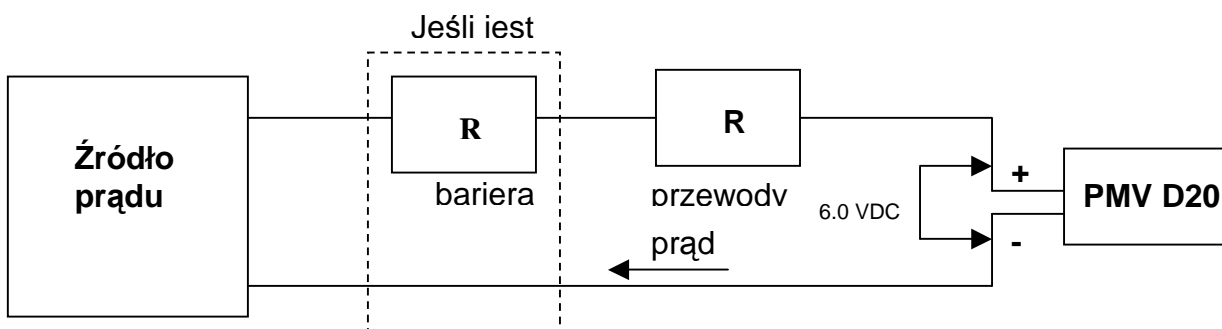 Jeśli iest
Źródło
prądu
R
bariera
R
przewody
prąd
6.0 VDC
+
-
PMV D20